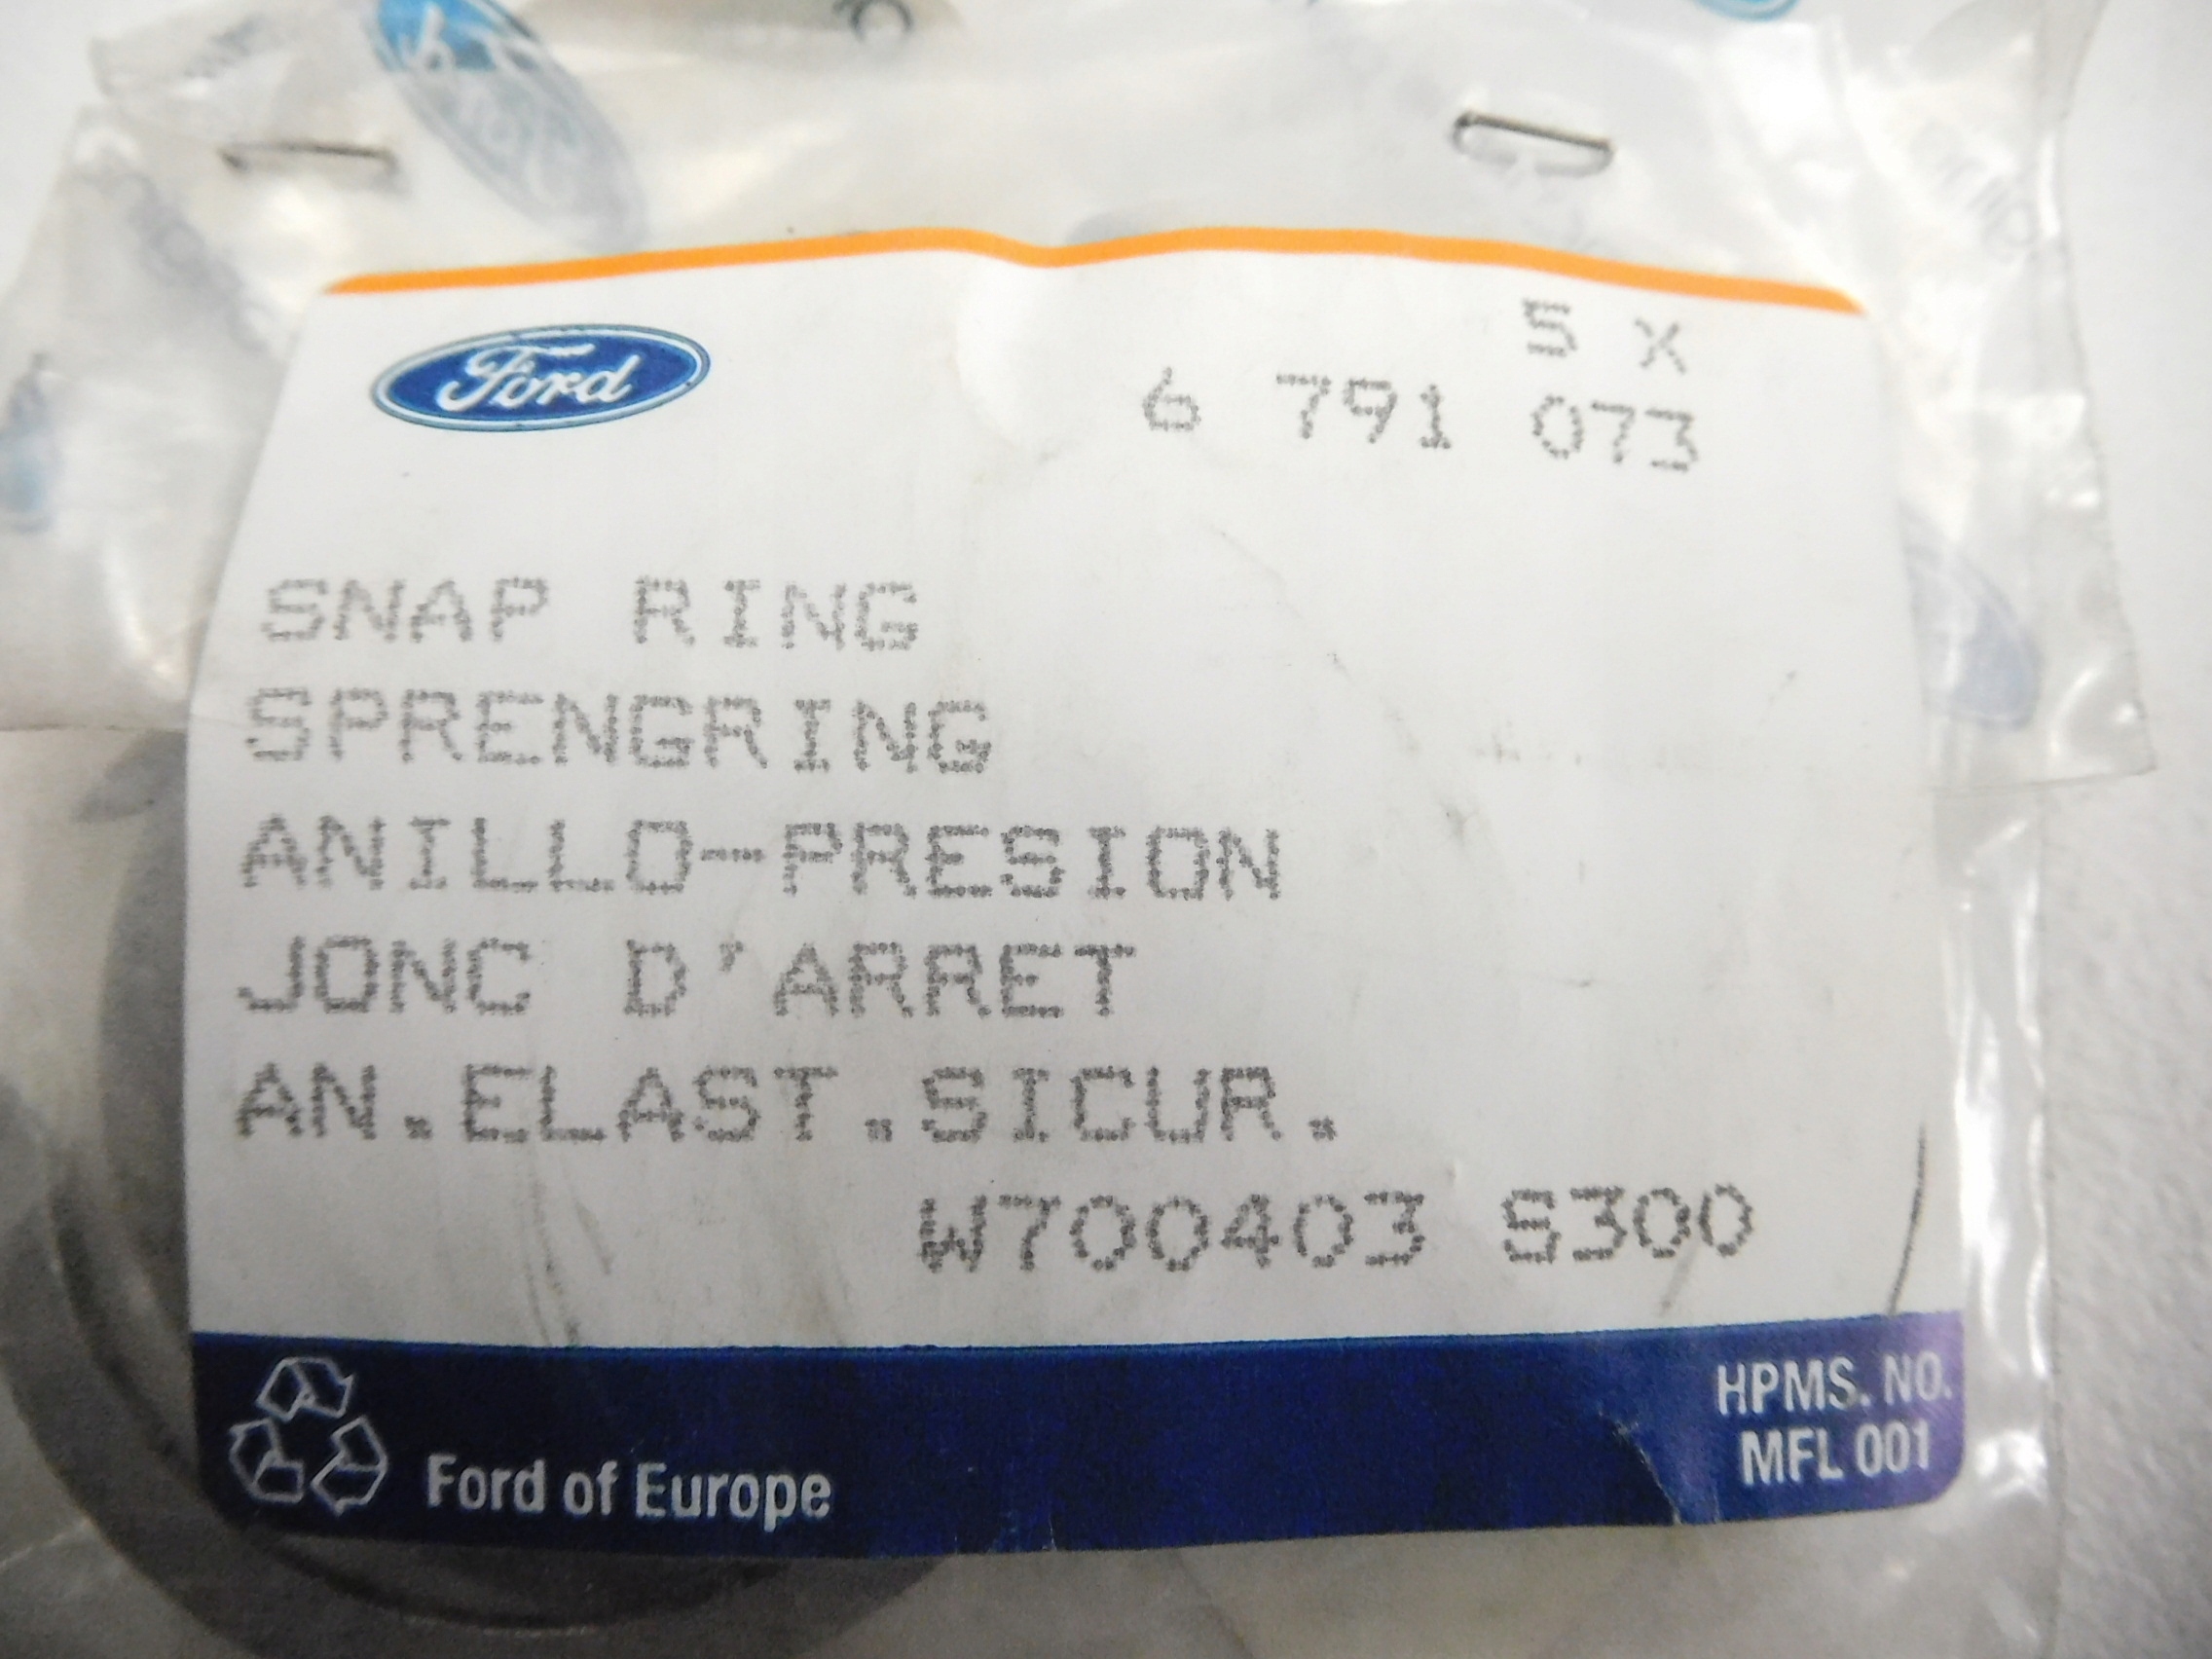 Ford
5 X
6 791 073
SNAP RING
SPRENGRING
ANILLO-PRESION
JONC D'ARRET
AN.ELAST.SICUR.
W700403 S300
HPMS. NO.
MFL 001
Ford of Europe